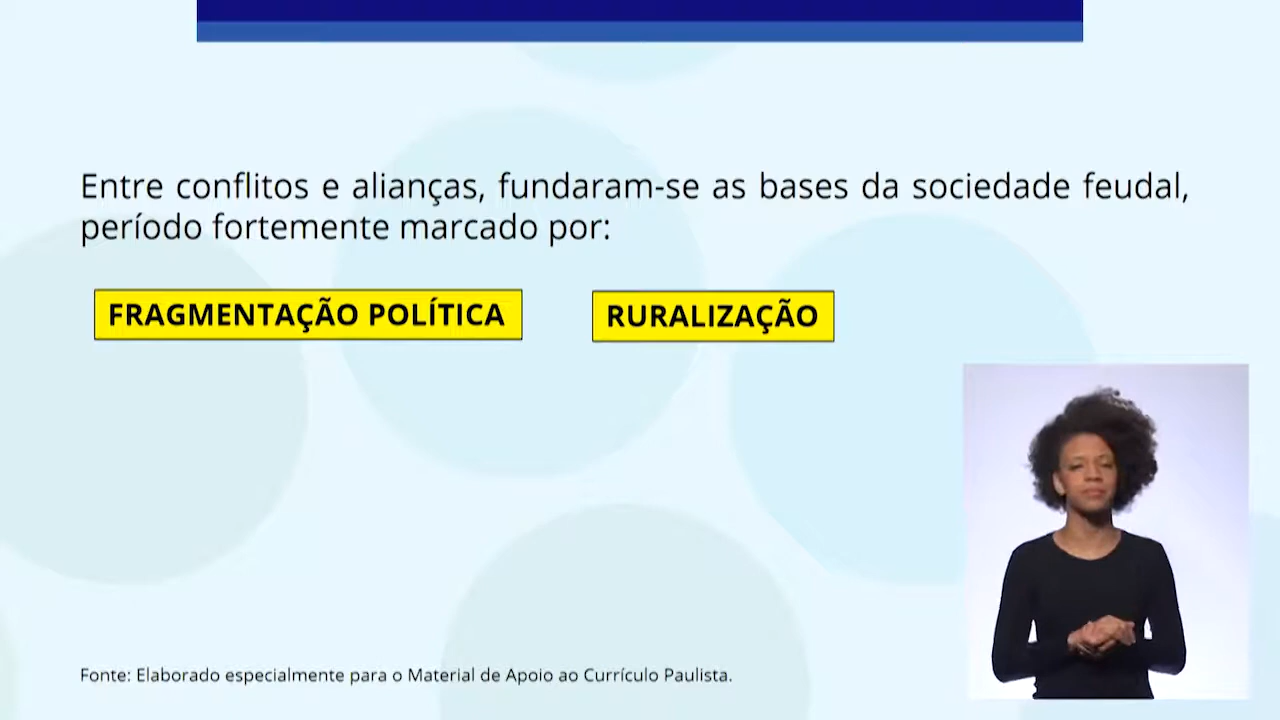 Entre conflitos e alianças, fundaram-se as bases da sociedade feudal,
período fortemente marcado por:
FRAGMENTAÇÃO POLÍTICA
RURALIZAÇÃO
Fonte: Elaborado especialmente para o Material de Apoio ao Currículo Paulista.